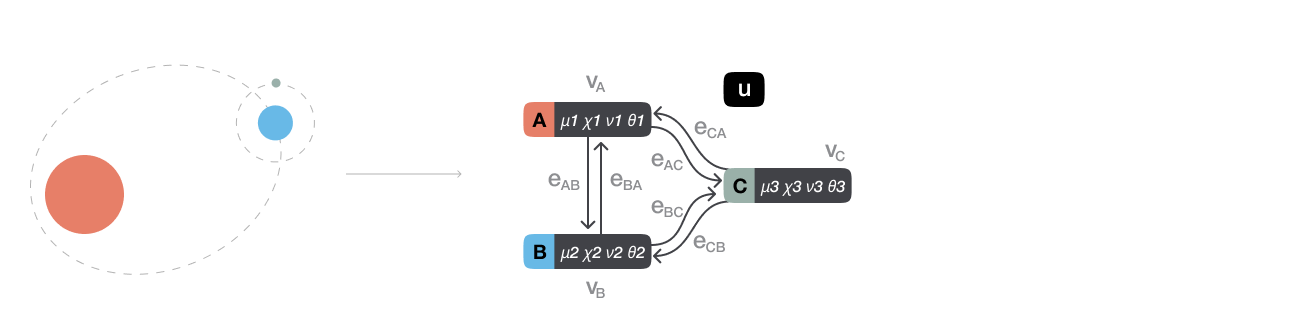 vA
u
A μ1 χ1 ν1 θ1
eCA
vC
eAC
eAB
eBA
C μ3 χ3 ν3 θ3
eBC
eCB
B μ2 χ2 ν2 θ2
vB